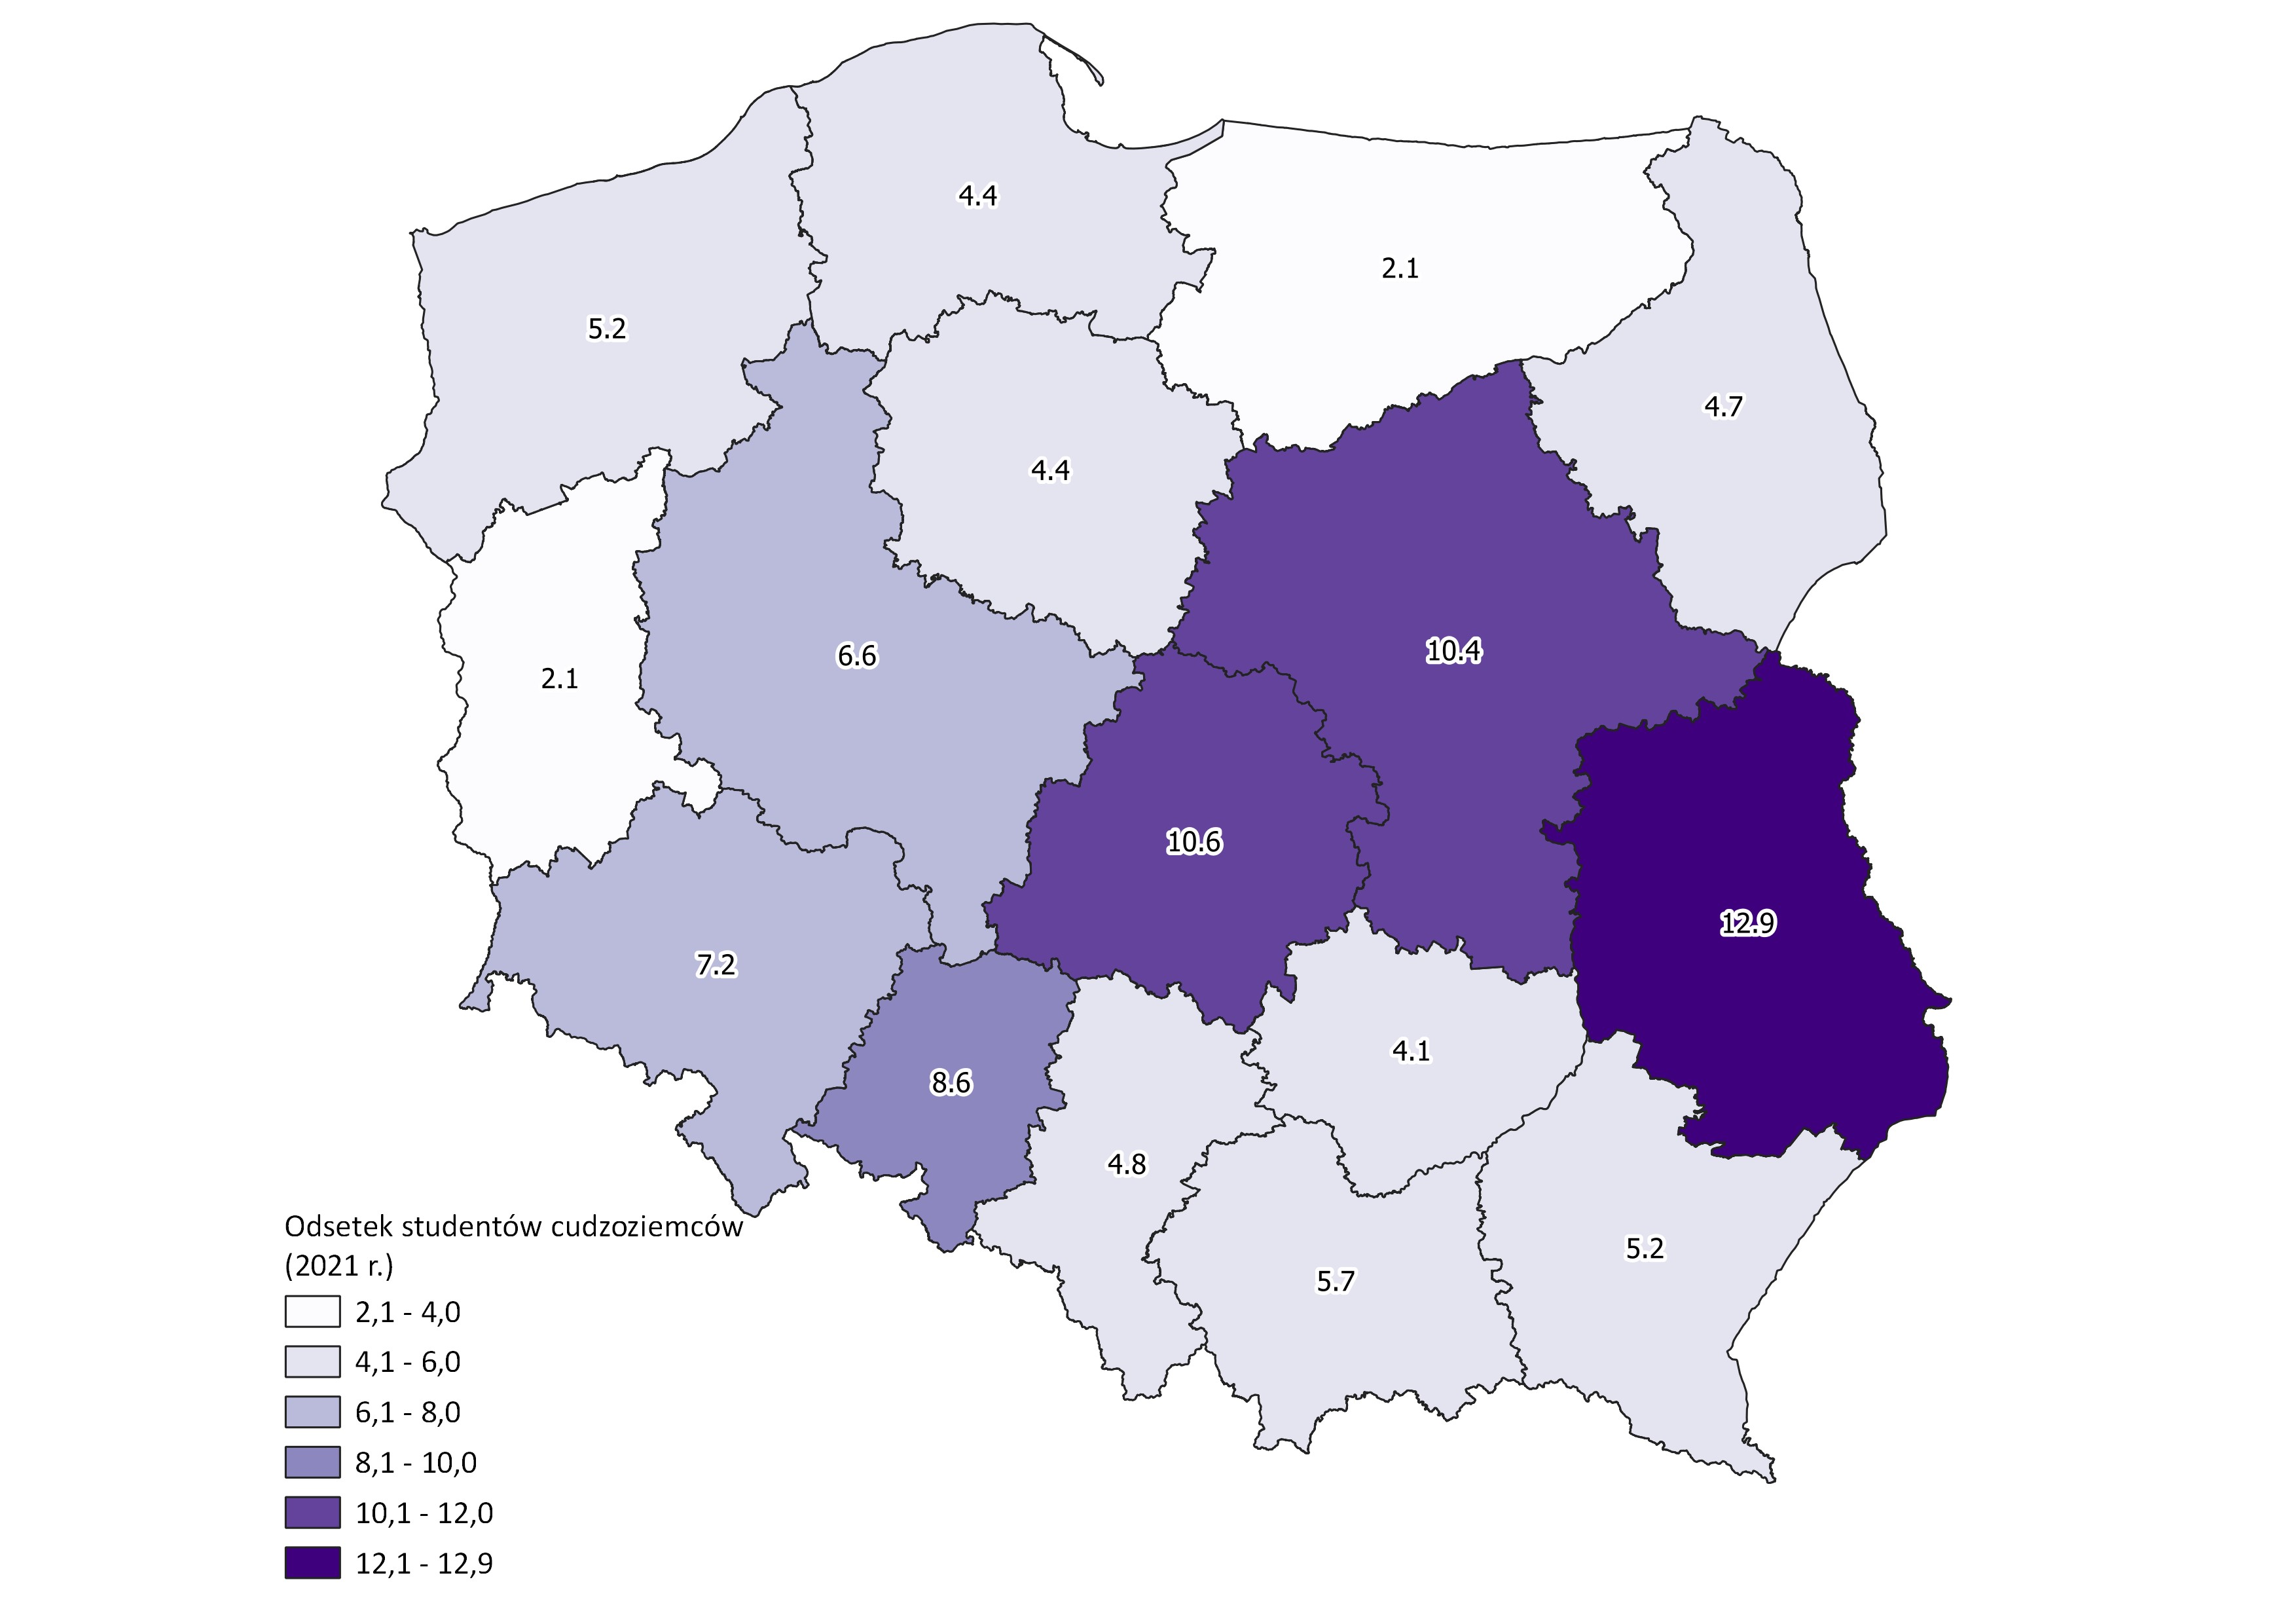 4.4
2.1
5.2
4.7
4.4
6.6
10.4
2.1
10.6
12.9
7.2
4.1
8.6
4.8
5.2
5.7
Odsetek studentów cudzoziemców
(2021 r.)
2,1 - 4,0
4,1 - 6,0
6,1 - 8,0
8,1 - 10,0
10,1 - 12,0
12,1 - 12,9